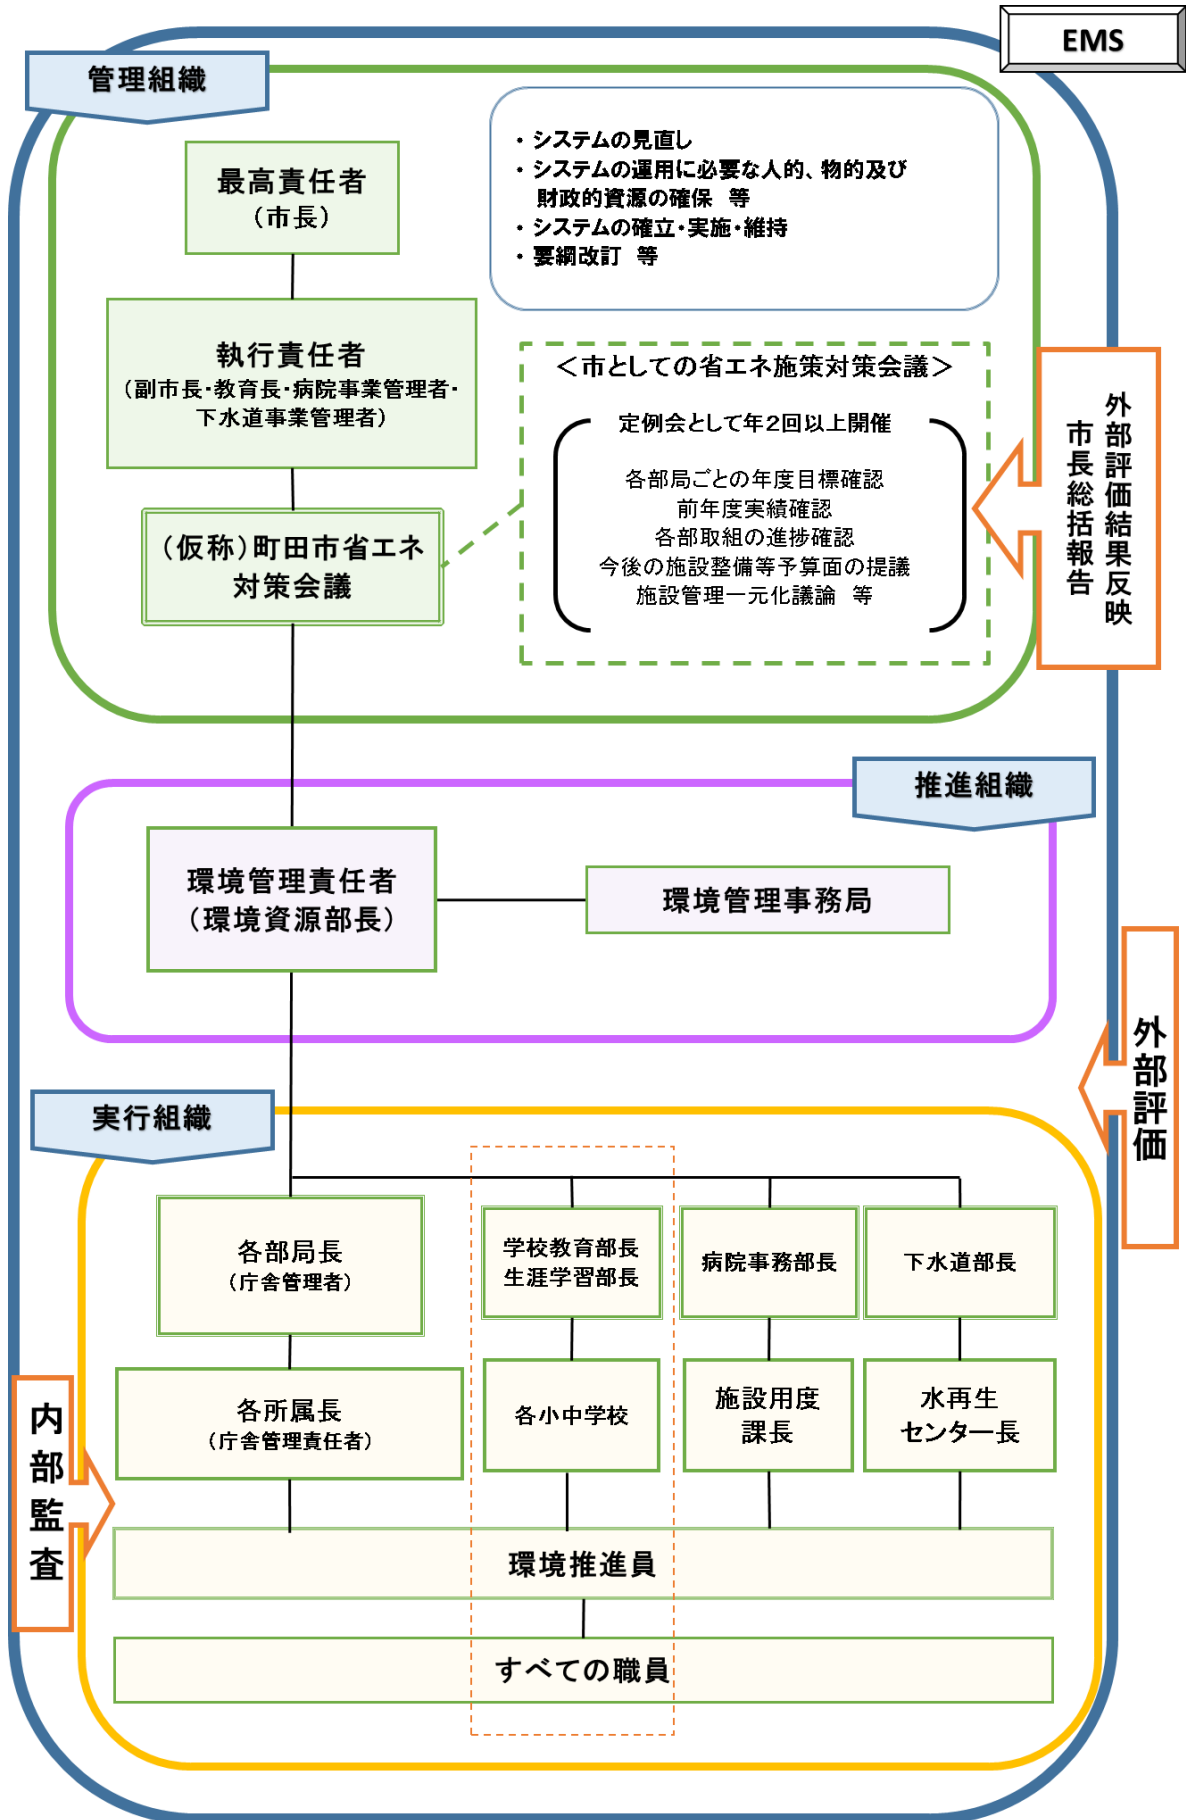 EMS
管理組織
最高責任者
（市長）
・システムの見直し
・システムの運用に必要な人的、物的及び
財政的資源の確保　等
・システムの確立・実施・維持
・要綱改訂　等
執行責任者
（副市長・教育長・病院事業管理者・
下水道事業管理者）
（仮称）町田市省エネ
対策会議
＜市としての省エネ施策対策会議＞
定例会として年２回以上開催
各部局ごとの年度目標確認
前年度実績確認
各部取組の進捗確認
今後の施設整備等予算面の提議
施設管理一元化議論　等
外部評価結果反映
市長総括報告
推進組織
環境管理責任者
（環境資源部長）
環境管理事務局
外部評価
実行組織
各部局長
（庁舎管理者）
学校教育部長
生涯学習部長
病院事務部長
下水道部長
各所属長
（庁舎管理責任者）
各小中学校
施設用度
課長
水再生
センター長
内部監査
環境推進員
すべての職員